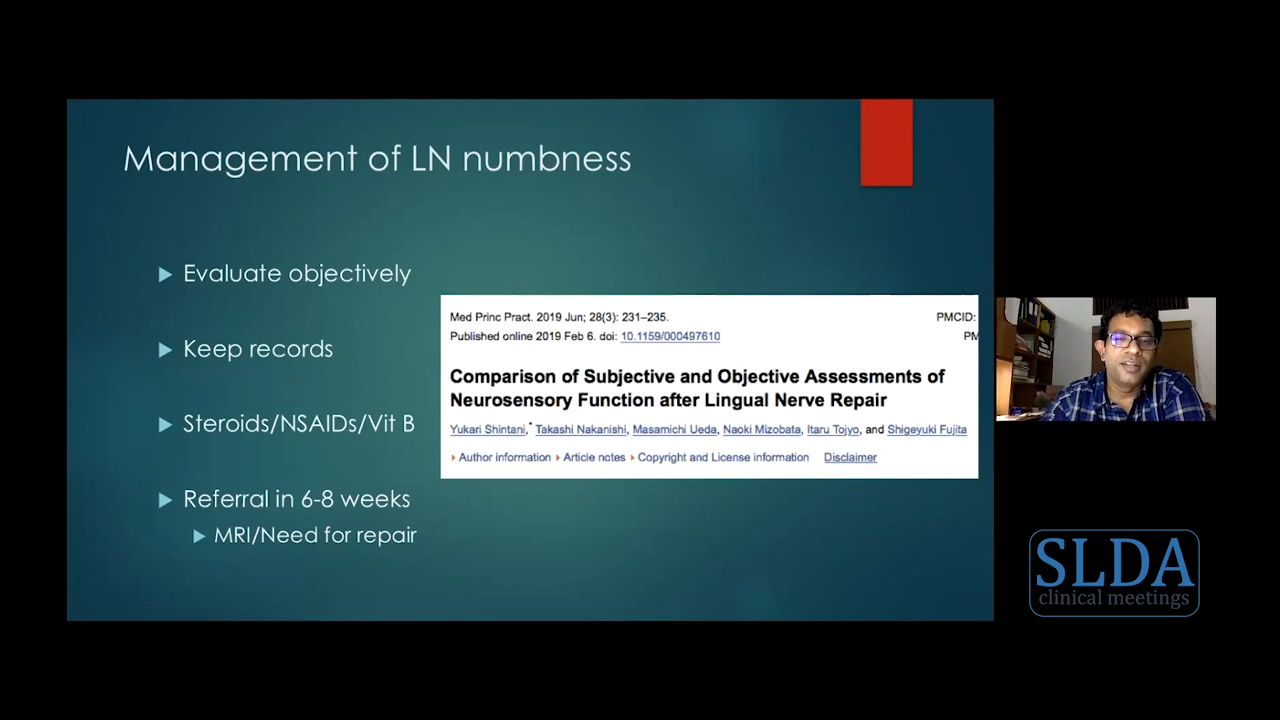 Management of LN numbness
Evaluate objectively
Keep records
Steroids/NSAIDs/Vit B
Referral in 6-8 weeks
MRI/Need for repair
Med Princ Pract. 2019 Jun; 28(3): 231–235.
PMCID:
Published online 2019 Feb 6. doi: 10.1159/000497610
PM
Comparison of Subjective and Objective Assessments of
Neurosensory Function after Lingual Nerve Repair
Yukari Shintani,* Takashi Nakanishi, Masamichi Ueda, Naoki Mizobata, Itaru Tojyo, and Shigeyuki Fujita
Author information Article notes Copyright and License information Disclaimer
SLDA
clinical meetings